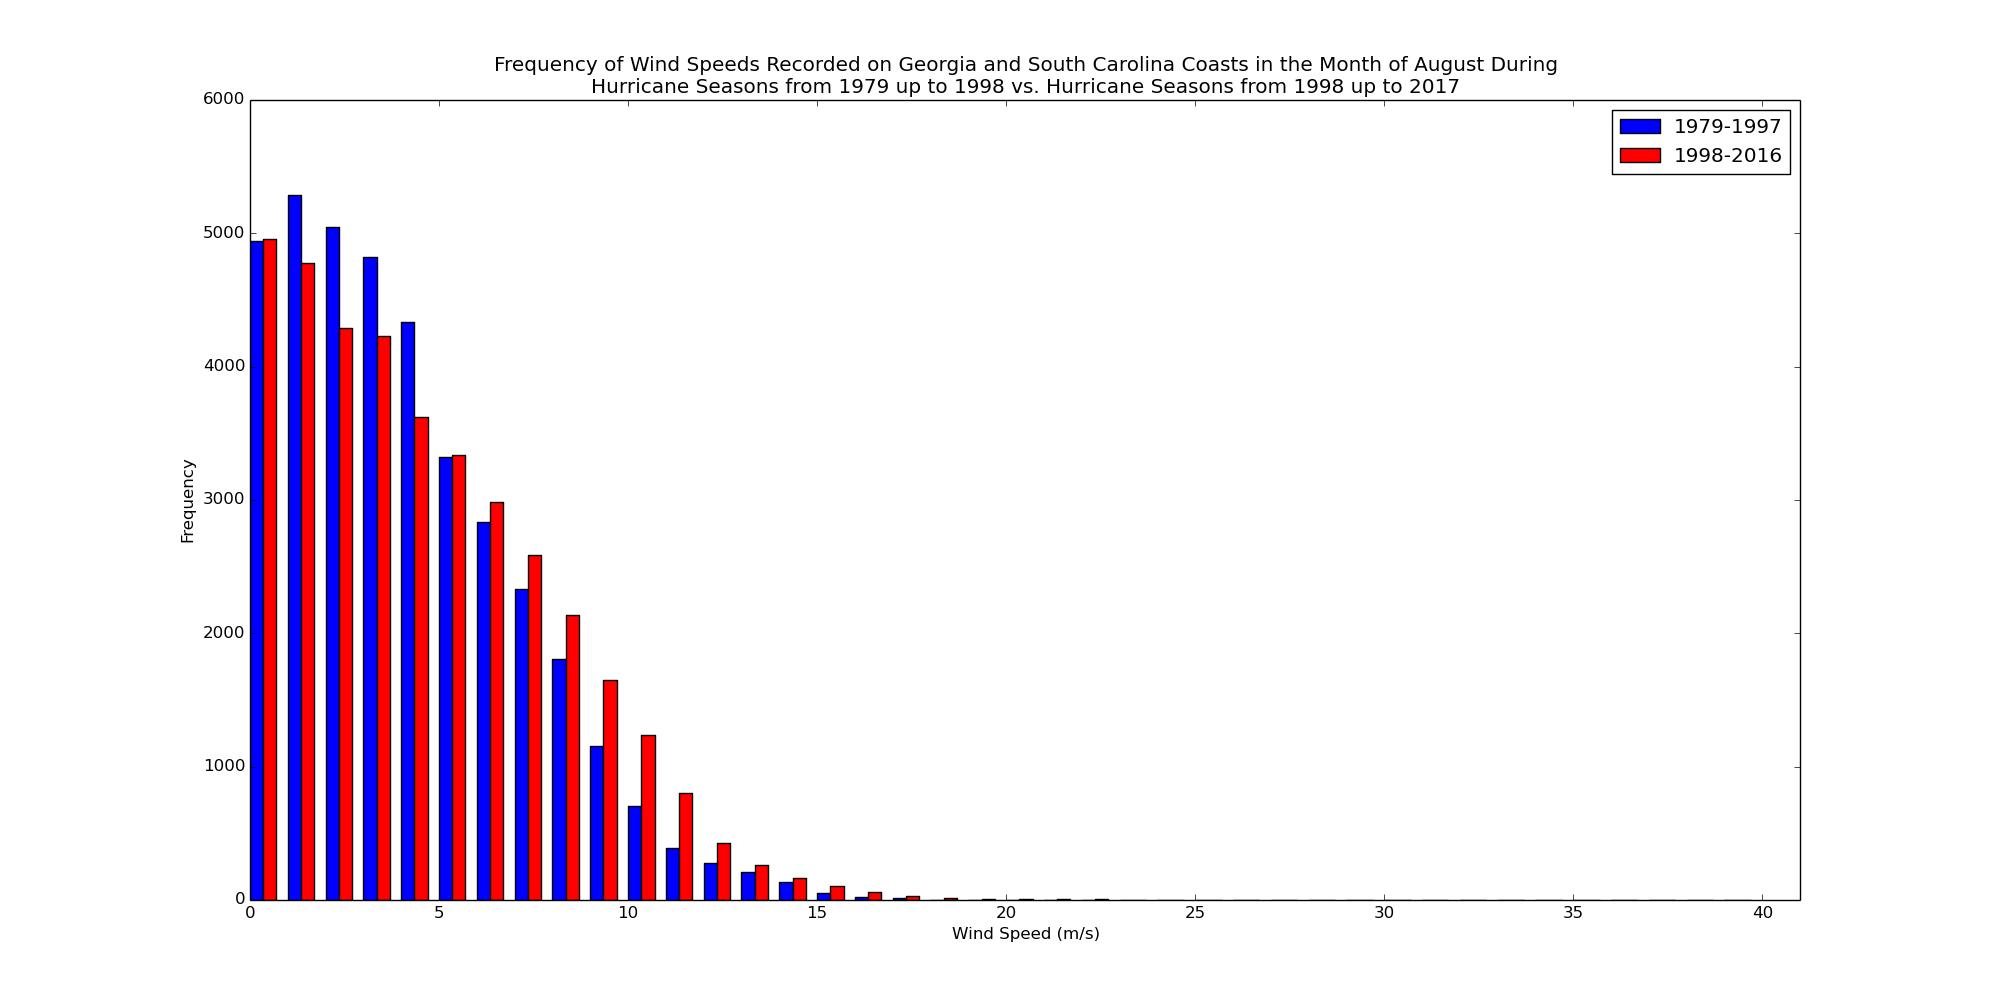 Frequency of Wind Speeds Recorded on Georgia and South Carolina Coasts in the Month of August During
Hurricane Seasons from 1979 up to 1998 vs. Hurricane Seasons from 1998 up to 2017
6000
5000
4000
3000
2000
1000
0
Frequency
1979-1997
1998-2016
0 5 10 15 20 25 30 35 40
Wind Speed (m/s)